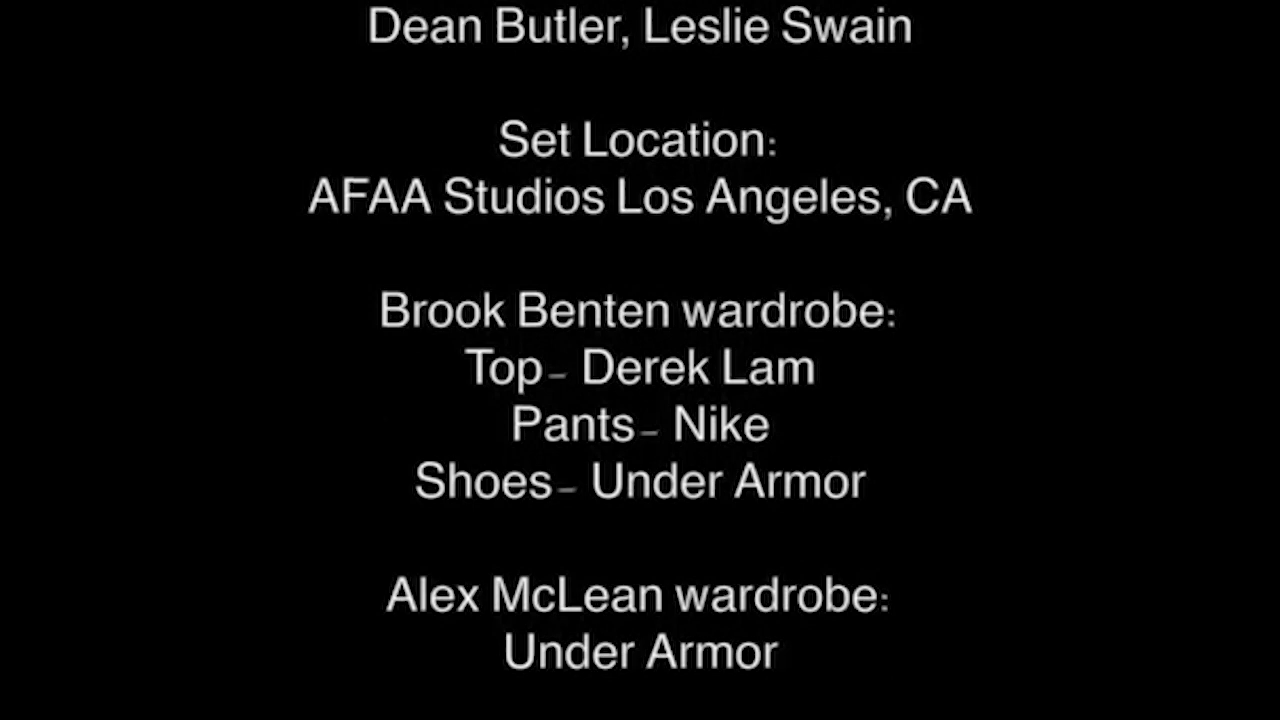 Dean Butler, Leslie Swain
Set Location:
AFAA Studios Los Angeles, CA
Brook Benten wardrobe:
Top- Derek Lam
Pants- Nike
Shoes- Under Armor
Alex McLean wardrobe:
Under Armor